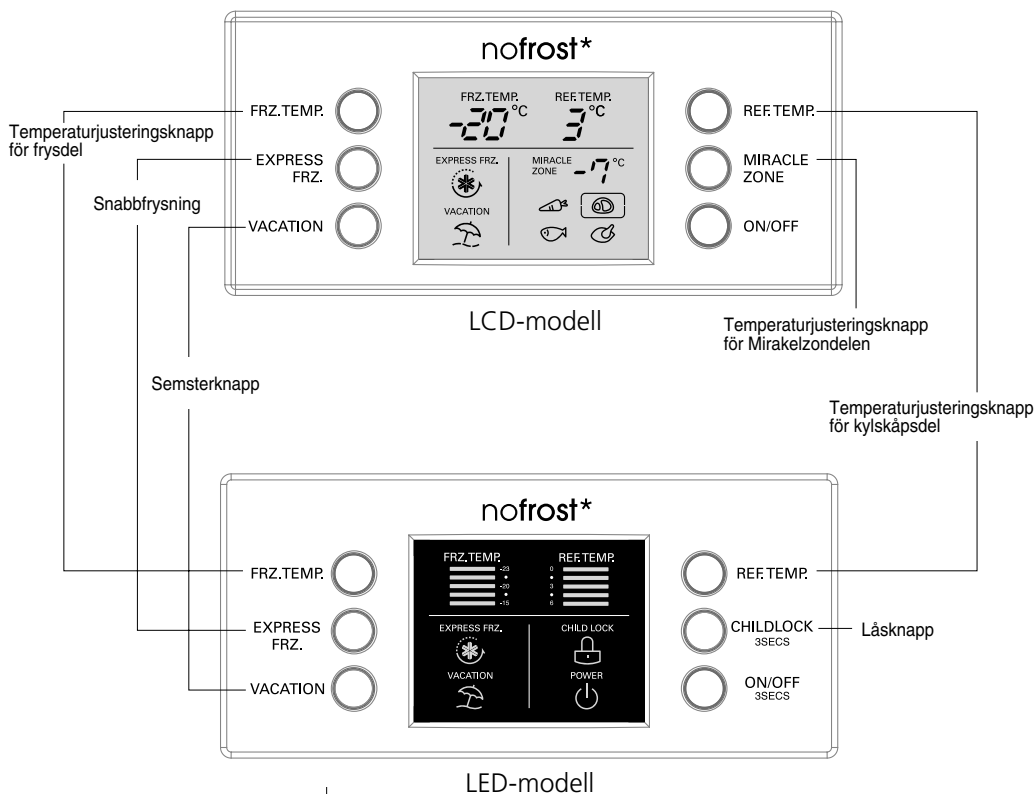 nofrost*
FRZ.TEMP.
EXPRESS
FRZ.
VACATION
FRZ.TEMP.
-20 °C
REF.TEMP.
3 °C
EXPRESS FRZ.
VACATION
MIRACLE
ZONE
-7 °C
REF.TEMP.
MIRACLE
ZONE
ON/OFF
Temperaturjusteringsknapp
för frysdel
Snabbfrysning
Semsterknapp
LCD-modell
Temperaturjusteringsknapp
för Mirakelzondelen
Temperaturjusteringsknapp
för kylskåpsdel
nofrost*
FRZ.TEMP.
EXPRESS
FRZ.
VACATION
FRZ.TEMP.
-23
-20
-15
REF.TEMP.
0
3
6
EXPRESS FRZ.
VACATION
CHILD LOCK
POWER
REF.TEMP.
CHILDLOCK
3SECS
ON/OFF
3SECS
Låsknapp
LED-modell